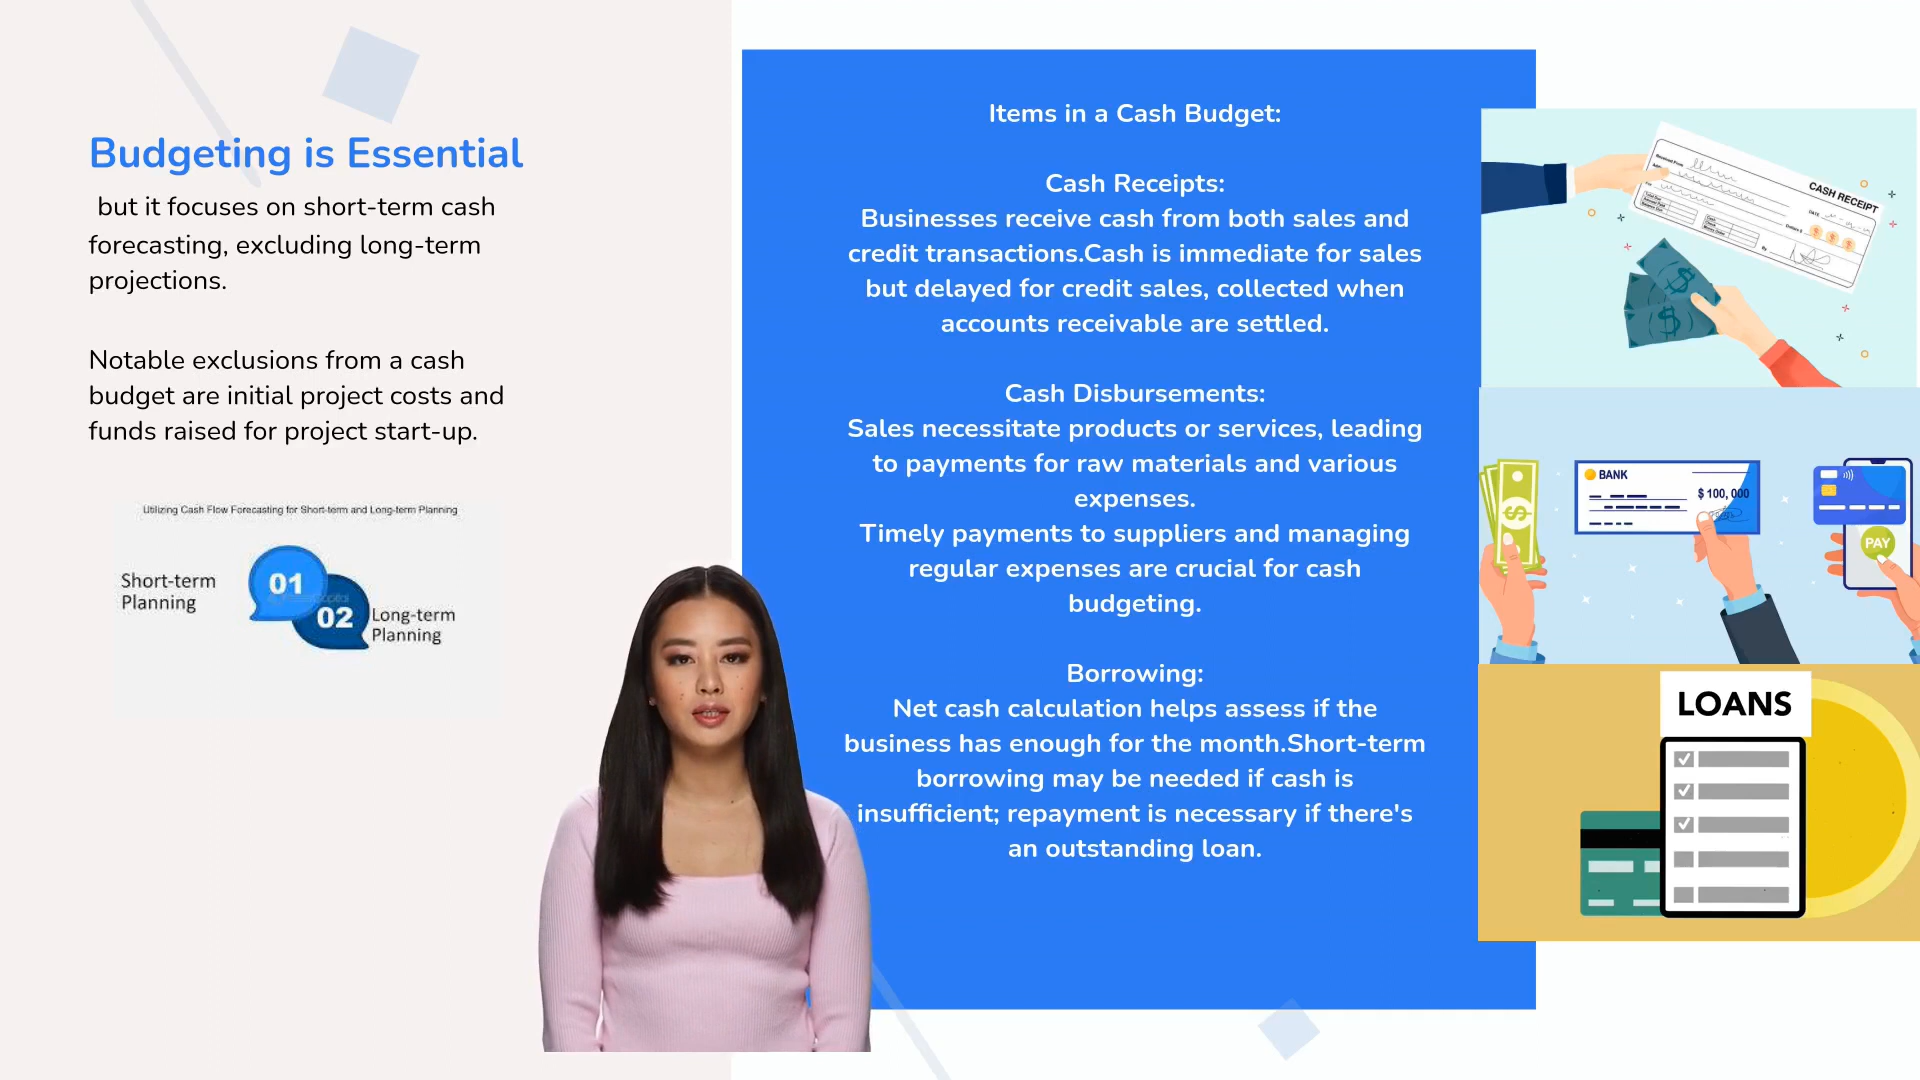 Budgeting is Essential
but it focuses on short-term cash
forecasting, excluding long-term
projections.
Notable exclusions from a cash
budget are initial project costs and
funds raised for project start-up.
Utilizing Cash Flow Forecasting for Short-term and Long-term Planning
Short-term
Planning
01
02
Long-term
Planning
Items in a Cash Budget:
Cash Receipts:
Businesses receive cash from both sales and
credit transactions.Cash is immediate for sales
but delayed for credit sales, collected when
accounts receivable are settled.
Cash Disbursements:
Sales necessitate products or services, leading
to payments for raw materials and various
expenses.
Timely payments to suppliers and managing
regular expenses are crucial for cash
budgeting.
Borrowing:
Net cash calculation helps assess if the
business has enough for the month.Short-term
borrowing may be needed if cash is
insufficient; repayment is necessary if there's
an outstanding loan.
CASH RECEIPT
Received From
DATE
BANK
$ 100, 000
PAY
LOANS